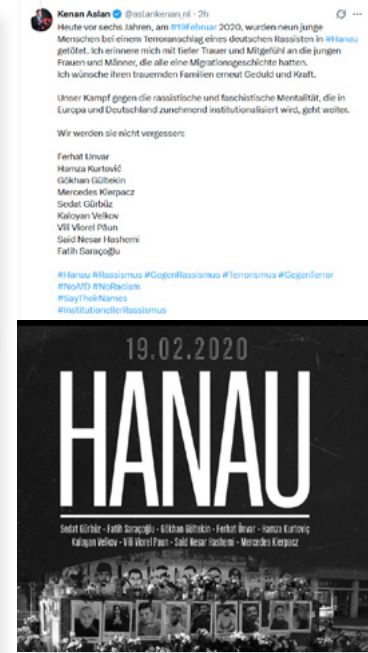 Kenan Aslan @aslankenan_nl · 2h
Heute vor sechs Jahren, am #19Februar 2020, wurden neun junge
Menschen bei einem Terroranschlag eines deutschen Rassisten in #Hanau
getötet. Ich erinnere mich mit tiefer Trauer und Mitgefühl an die jungen
Frauen und Männer, die alle eine Migrationsgeschichte hatten.
Ich wünsche ihren trauernden Familien erneut Geduld und Kraft.
Unser Kampf gegen die rassistische und faschistische Mentalität, die in
Europa und Deutschland zunehmend institutionalisiert wird, geht weiter.
Wir werden sie nicht vergessen:
Ferhat Unvar
Hamza Kurtović
Gökhan Gültekin
Mercedes Kierpacz
Sedat Gürbüz
Kaloyan Velkov
Vili Viorel Păun
Said Nesar Hashemi
Fatih Saraçoğlu
#Hanau #Rassismus #GegenRassismus #Terrorismus #GegenTerror
#NoAfD #NoRacism
#SayTheirNames
#InstitutionellerRassismus
19.02.2020
HANAU
Sedat Gürbüz - Fatih Saraçoğlu - Gökhan Gültekin - Ferhat Ünvar - Hamza Kurtoviç
Kaloyan Velkov - Vili Viorel Paun - Said Nesar Hashemi - Mercedes Kierpacz